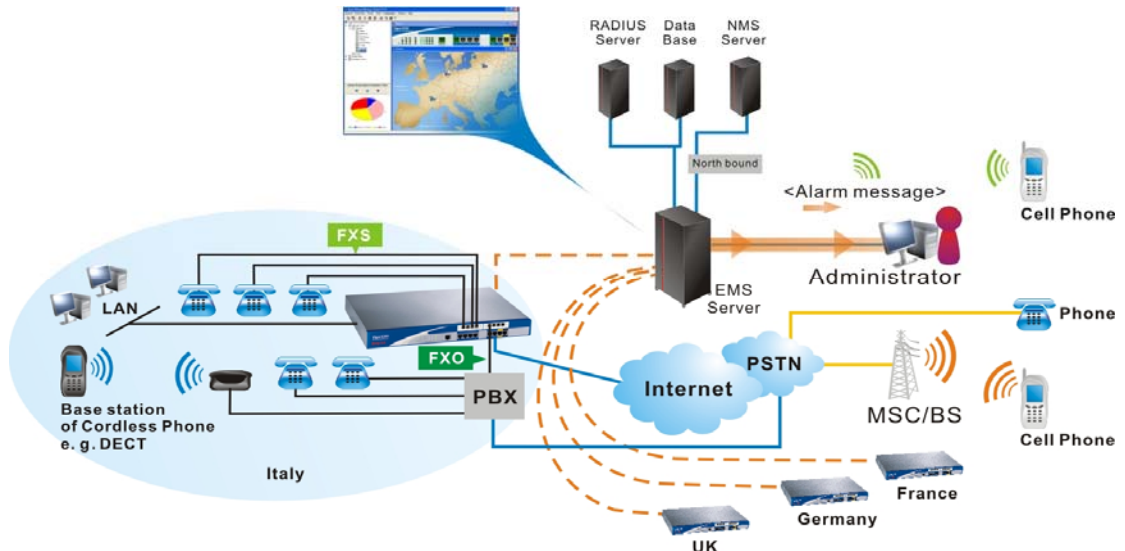 RADIUS
Server
Data
Base
NMS
Server
North bound
<Alarm message>
Cell Phone
FXS
LAN
EMS
Server
Administrator
Phone
FXO
PBX
Internet
PSTN
MSC/BS
Cell Phone
Base station
of Cordless Phone
e. g. DECT
Italy
France
Germany
UK